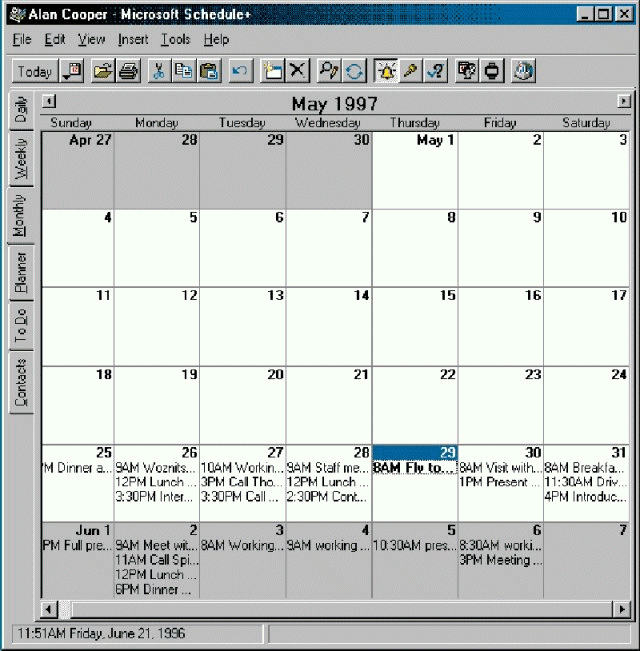 Alan Cooper - Microsoft Schedule+
File Edit View Insert Tools Help
Today
May 1997
Sunday Monday Tuesday Wednesday Thursday Friday Saturday
Daily
Weekly
Monthly
Planner
To Do
Contacts
Apr 27 28 29 30 May 1 2 3
4 5 6 7 8 9 10
11 12 13 14 15 16 17
18 19 20 21 22 23 24
25 26 27 28 29 30 31
M Dinner a... 9AM Woznits... 10AM Workin... 9AM Staff me... 8AM Fly to... 8AM Visit with... 8AM Breakfa...
12PM Lunch ... 3PM Call Tho... 12PM Lunch ... 1PM Present ... 11:30AM Driv...
3:30PM Inter... 3:30PM Call ... 2:30PM Cont... 4PM Introduc...
Jun 1 2 3 4 5 6 7
PM Full pre... 9AM Meet wit... 8AM Working... 9AM working ... 10:30AM pres... 8:30AM worki...
11AM Call Spi... 3PM Meeting ...
12PM Lunch ...
6PM Dinner ...
11:51AM Friday, June 21, 1996